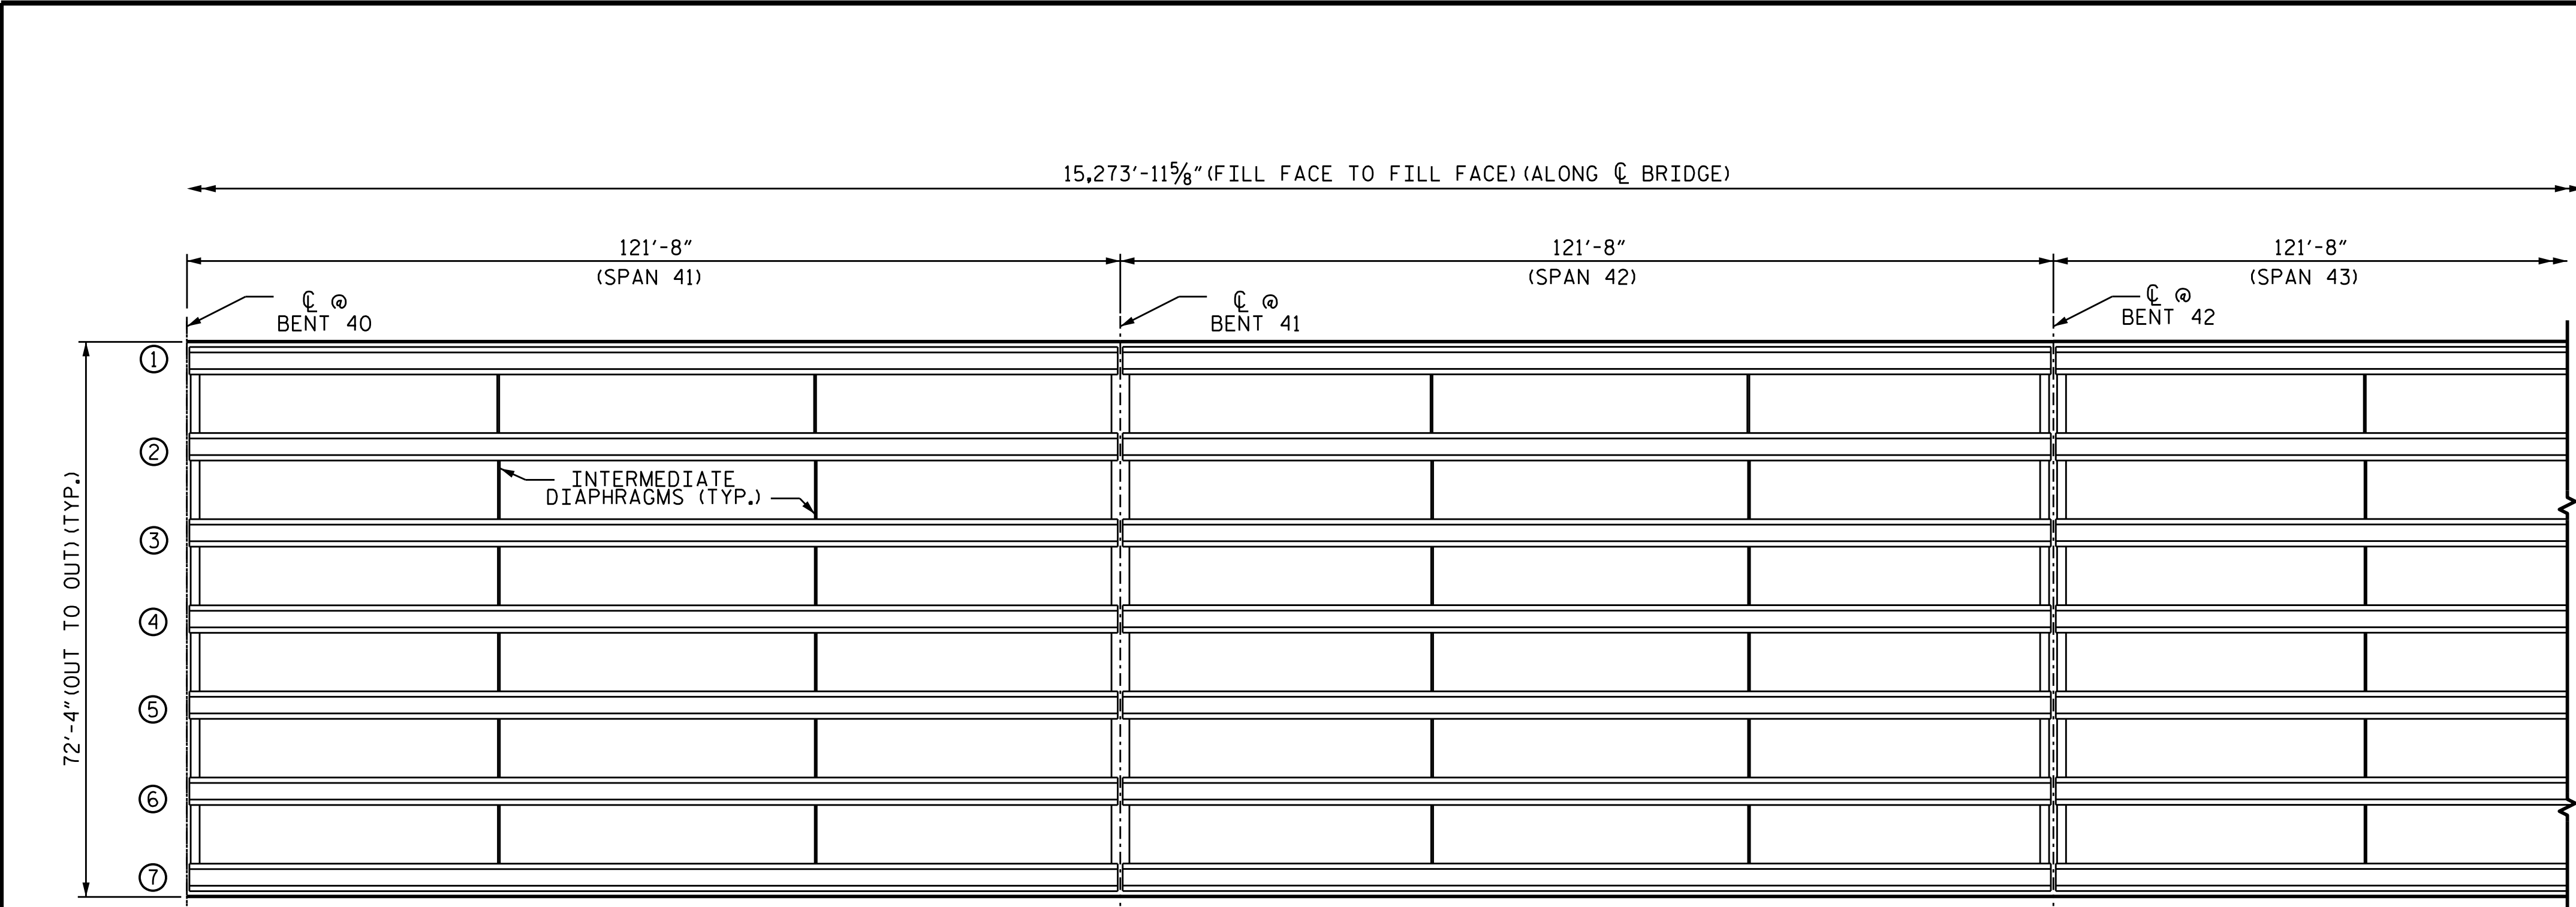 15,273'-11⅝" (FILL FACE TO FILL FACE) (ALONG ℄ BRIDGE)
121'-8"
(SPAN 41)
121'-8"
(SPAN 42)
121'-8"
(SPAN 43)
℄ @
BENT 40
℄ @
BENT 41
℄ @
BENT 42
72'-4" (OUT TO OUT) (TYP.)
1
2
INTERMEDIATE
DIAPHRAGMS (TYP.)
3
4
5
6
7